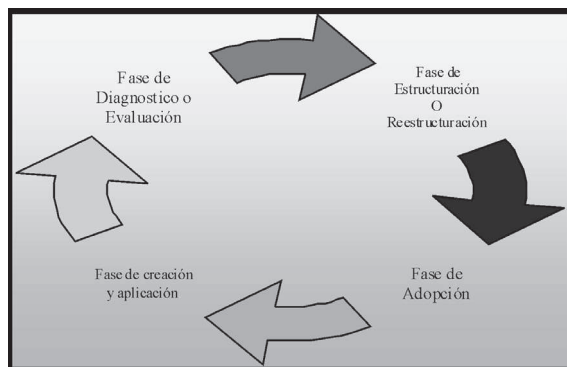 Fase de
Diagnostico o
Evaluación
Fase de
Estructuración
O
Reestructuración
Fase de
Adopción
Fase de creación
y aplicación